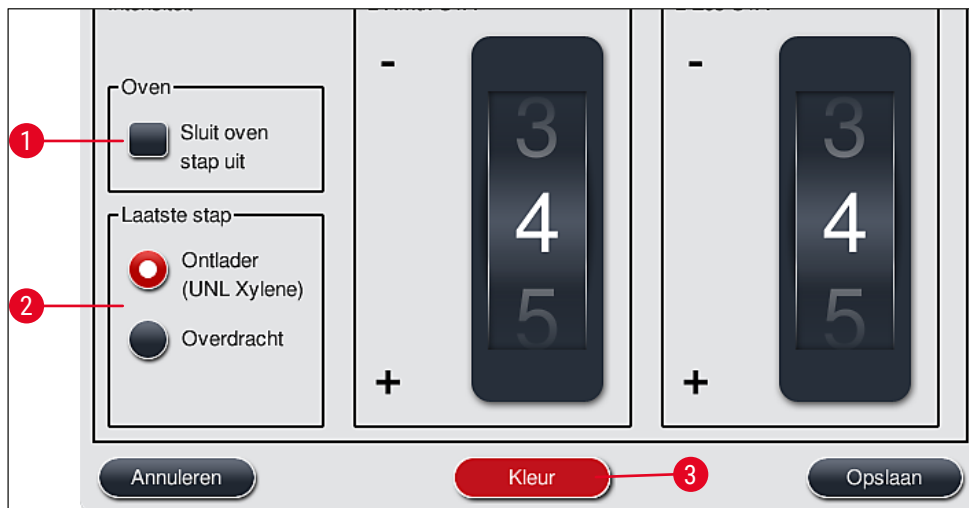 Oven
1
Sluit oven
stap uit
Laatste stap
2
Ontlader
(UNL Xylene)
Overdracht
-
3
4
5
+
-
3
4
5
+
Annuleren
Kleur
3
Opslaan